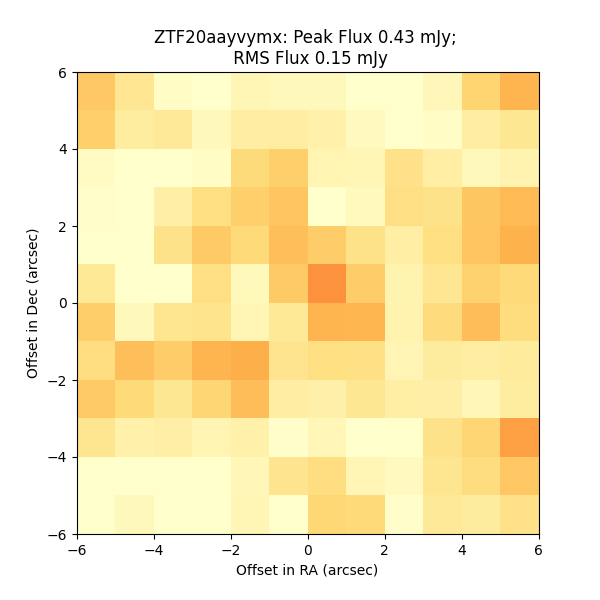 ZTF20aayvymx: Peak Flux 0.43 mJy;
RMS Flux 0.15 mJy
6
4
2
0
−2
−4
−6
Offset in Dec (arcsec)
−6 −4 −2 0 2 4 6
Offset in RA (arcsec)